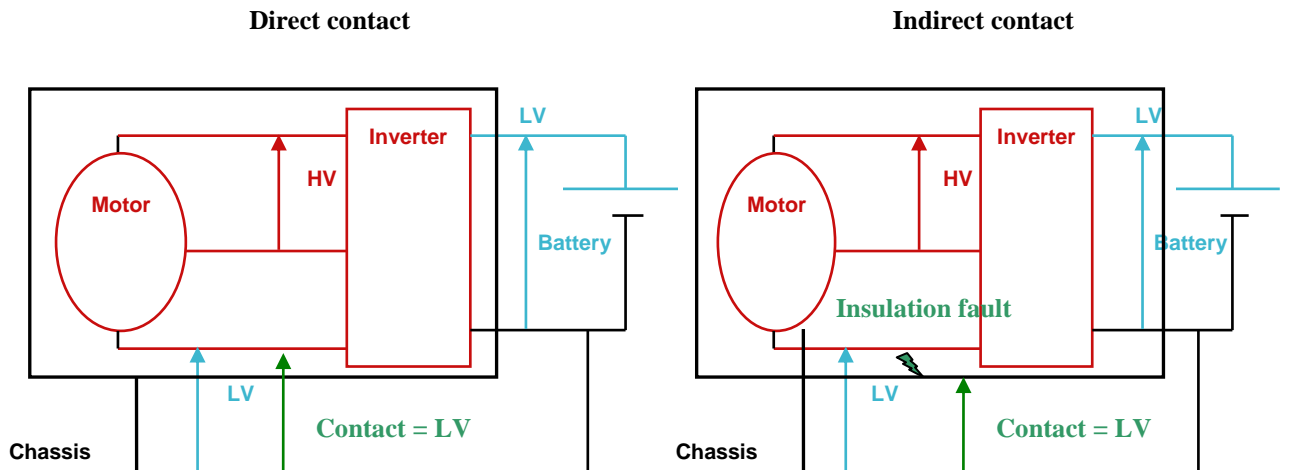 Direct contact
LV
Inverter
HV
Motor
Battery
LV
Contact = LV
Chassis
Indirect contact
LV
Inverter
HV
Motor
Battery
Insulation fault
LV
Contact = LV
Chassis